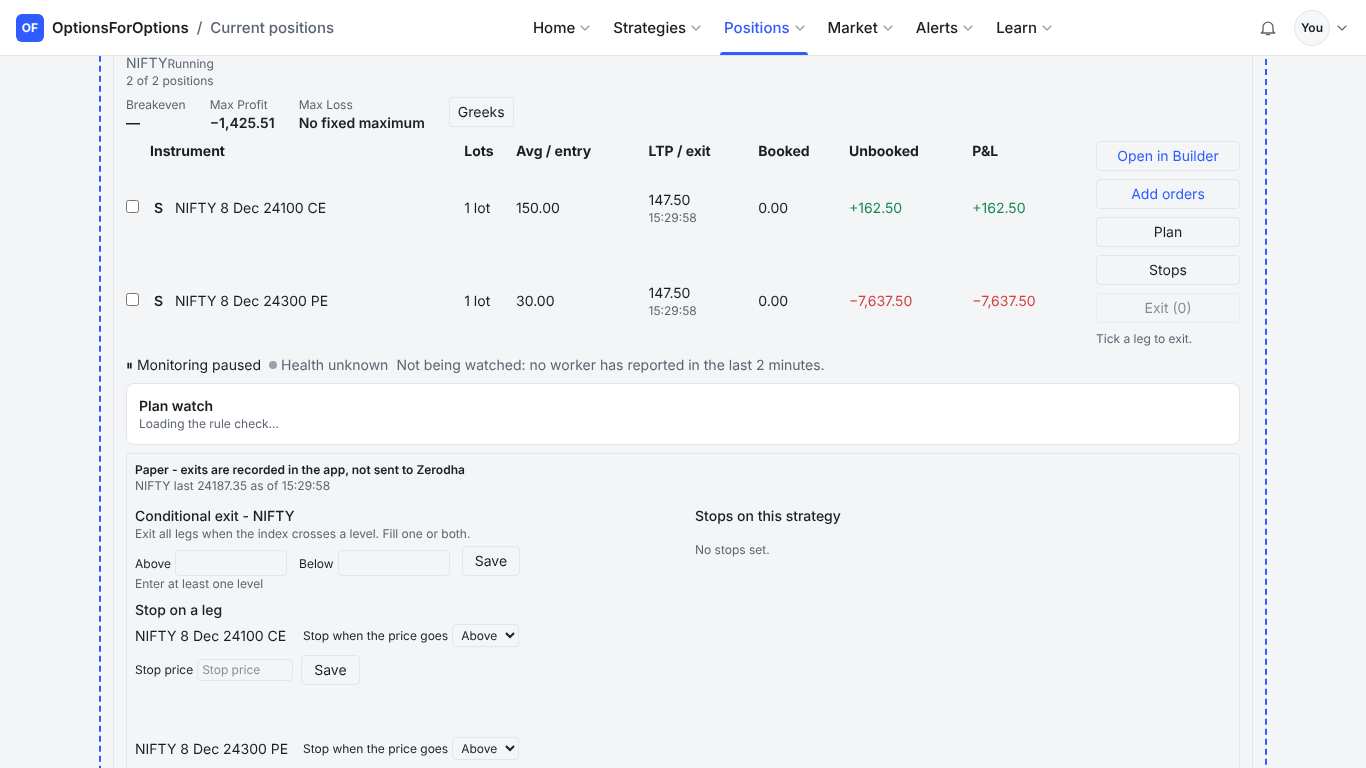 OF OptionsForOptions / Current positions Home Strategies Positions Market Alerts Learn You
NIFTYRunning
2 of 2 positions
Breakeven Max Profit Max Loss
— −1,425.51 No fixed maximum Greeks
Instrument Lots Avg / entry LTP / exit Booked Unbooked P&L
S NIFTY 8 Dec 24100 CE 1 lot 150.00 147.50 0.00 +162.50 +162.50
15:29:58
S NIFTY 8 Dec 24300 PE 1 lot 30.00 147.50 0.00 −7,637.50 −7,637.50
15:29:58
Open in Builder
Add orders
Plan
Stops
Exit (0)
Tick a leg to exit.
Monitoring paused Health unknown Not being watched: no worker has reported in the last 2 minutes.
Plan watch
Loading the rule check...
Paper - exits are recorded in the app, not sent to Zerodha
NIFTY last 24187.35 as of 15:29:58
Conditional exit - NIFTY
Exit all legs when the index crosses a level. Fill one or both.
Above Below Save
Enter at least one level
Stop on a leg
NIFTY 8 Dec 24100 CE Stop when the price goes Above
Stop price Stop price Save
NIFTY 8 Dec 24300 PE Stop when the price goes Above
Stops on this strategy
No stops set.